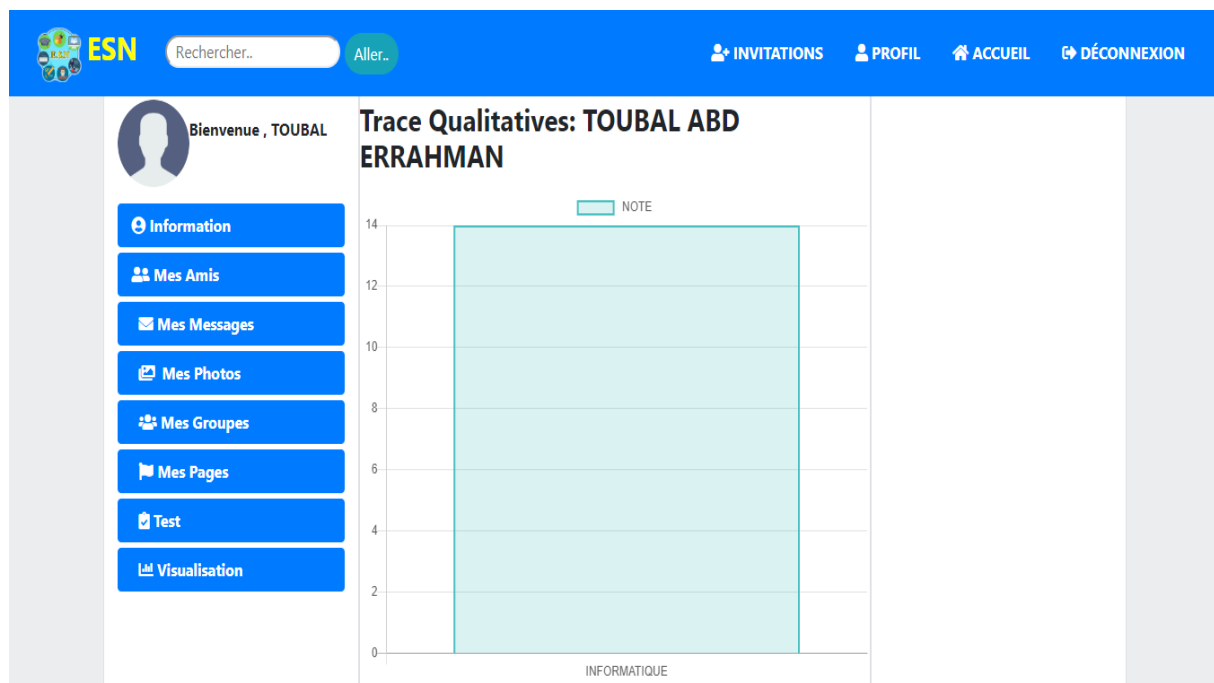 ESN
Rechercher..
Aller..
INVITATIONS
PROFIL
ACCUEIL
DÉCONNEXION
Bienvenue , TOUBAL
Information
Mes Amis
Mes Messages
Mes Photos
Mes Groupes
Mes Pages
Test
Visualisation
Trace Qualitatives: TOUBAL ABD
ERRAHMAN
NOTE
14
12
10
8
6
4
2
0
INFORMATIQUE